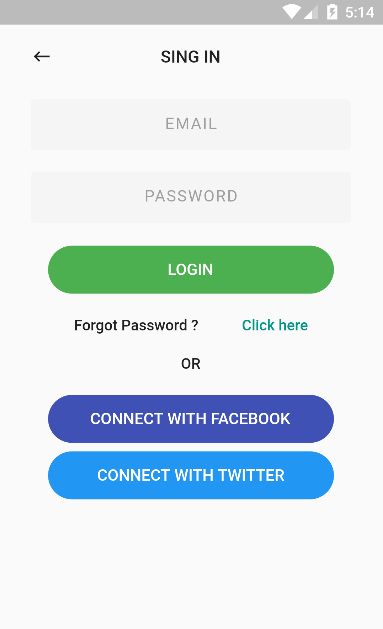 5:14
SING IN
EMAIL
PASSWORD
LOGIN
Forgot Password ? Click here
OR
CONNECT WITH FACEBOOK
CONNECT WITH TWITTER